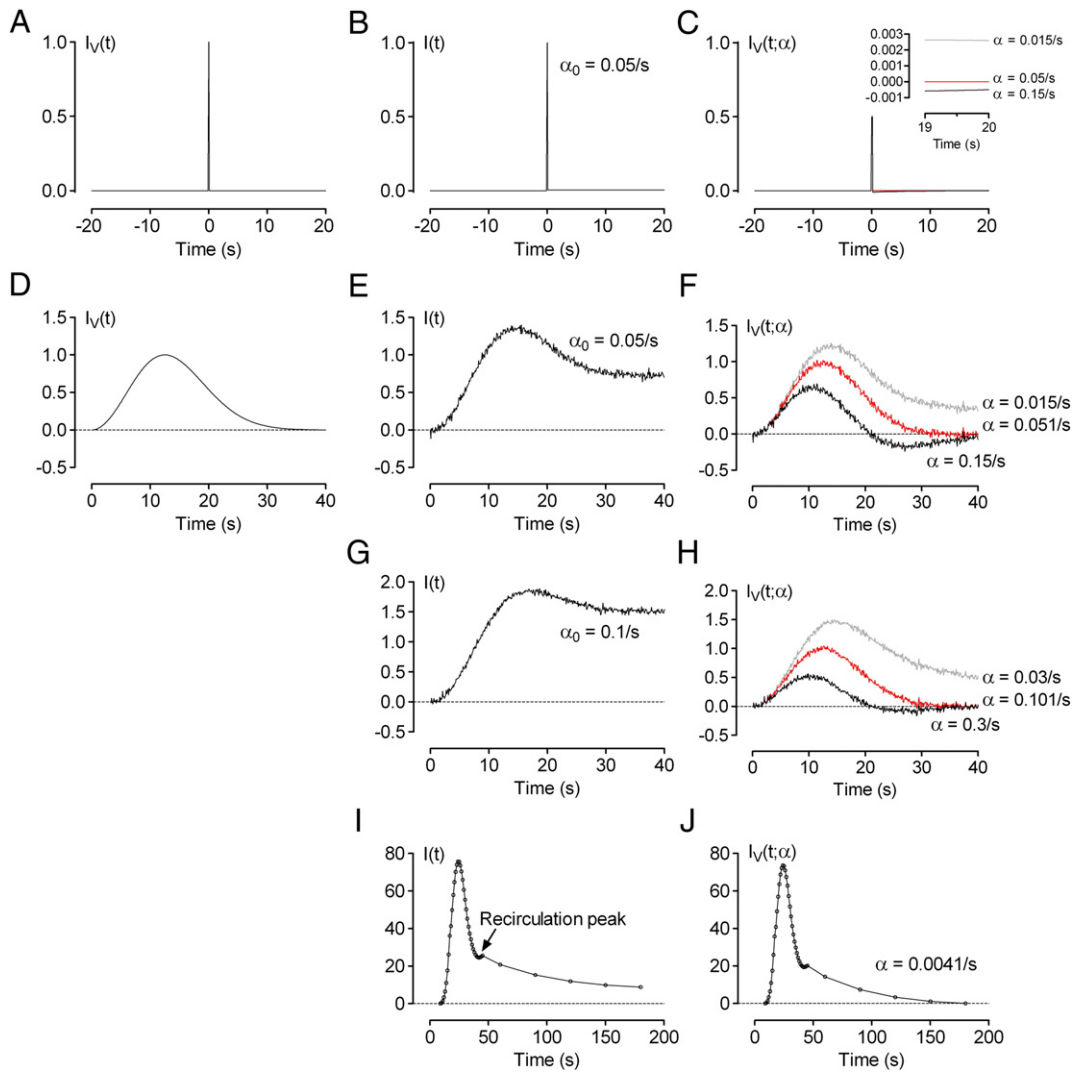 A
I_V(t)
1.0
0.5
0.0
-20 -10 0 10 20
Time (s)
B
I(t)
α₀ = 0.05/s
1.0
0.5
0.0
-20 -10 0 10 20
Time (s)
C
I_V(t;α)
1.0
0.5
0.0
-20 -10 0 10 20
Time (s)
0.003
0.002
0.001
0.000
-0.001
α = 0.015/s
α = 0.05/s
α = 0.15/s
19 20
Time (s)
D
I_V(t)
1.5
1.0
0.5
0.0
-0.5
0 10 20 30 40
Time (s)
E
I(t)
α₀ = 0.05/s
1.5
1.0
0.5
0.0
-0.5
0 10 20 30 40
Time (s)
F
I_V(t;α)
1.5
1.0
0.5
0.0
-0.5
α = 0.015/s
α = 0.051/s
α = 0.15/s
0 10 20 30 40
Time (s)
G
I(t)
2.0
1.5
1.0
0.5
0.0
-0.5
α₀ = 0.1/s
0 10 20 30 40
Time (s)
H
I_V(t;α)
2.0
1.5
1.0
0.5
0.0
-0.5
α = 0.03/s
α = 0.101/s
α = 0.3/s
0 10 20 30 40
Time (s)
I
I(t)
80
60
40
20
0
Recirculation peak
0 50 100 150 200
Time (s)
J
I_V(t;α)
80
60
40
20
0
α = 0.0041/s
0 50 100 150 200
Time (s)